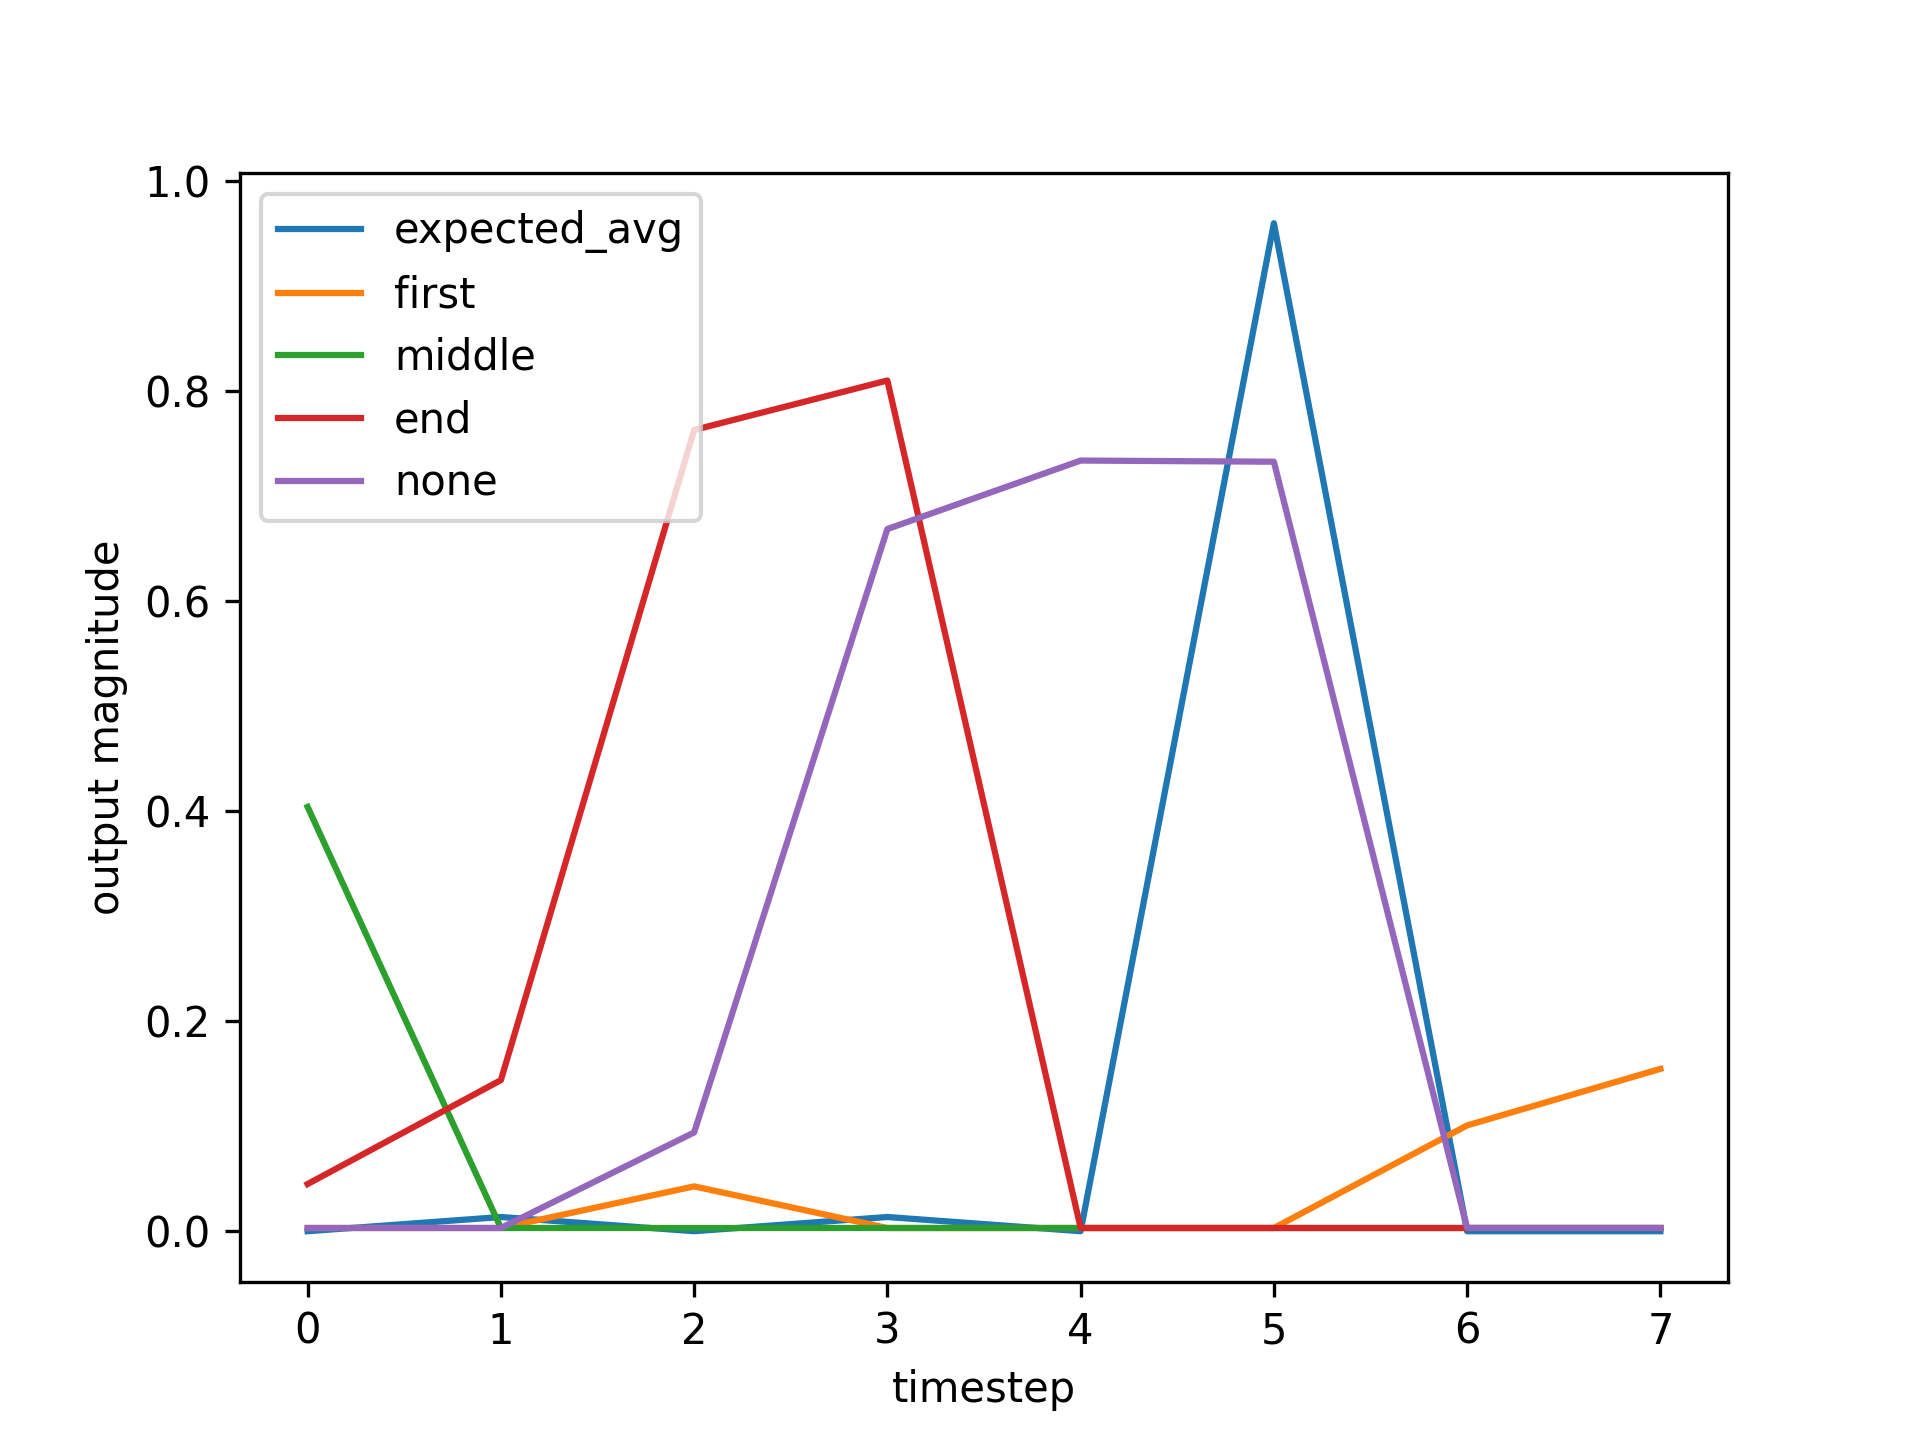 1.0
0.8
0.6
0.4
0.2
0.0
output magnitude
expected_avg
first
middle
end
none
0 1 2 3 4 5 6 7
timestep